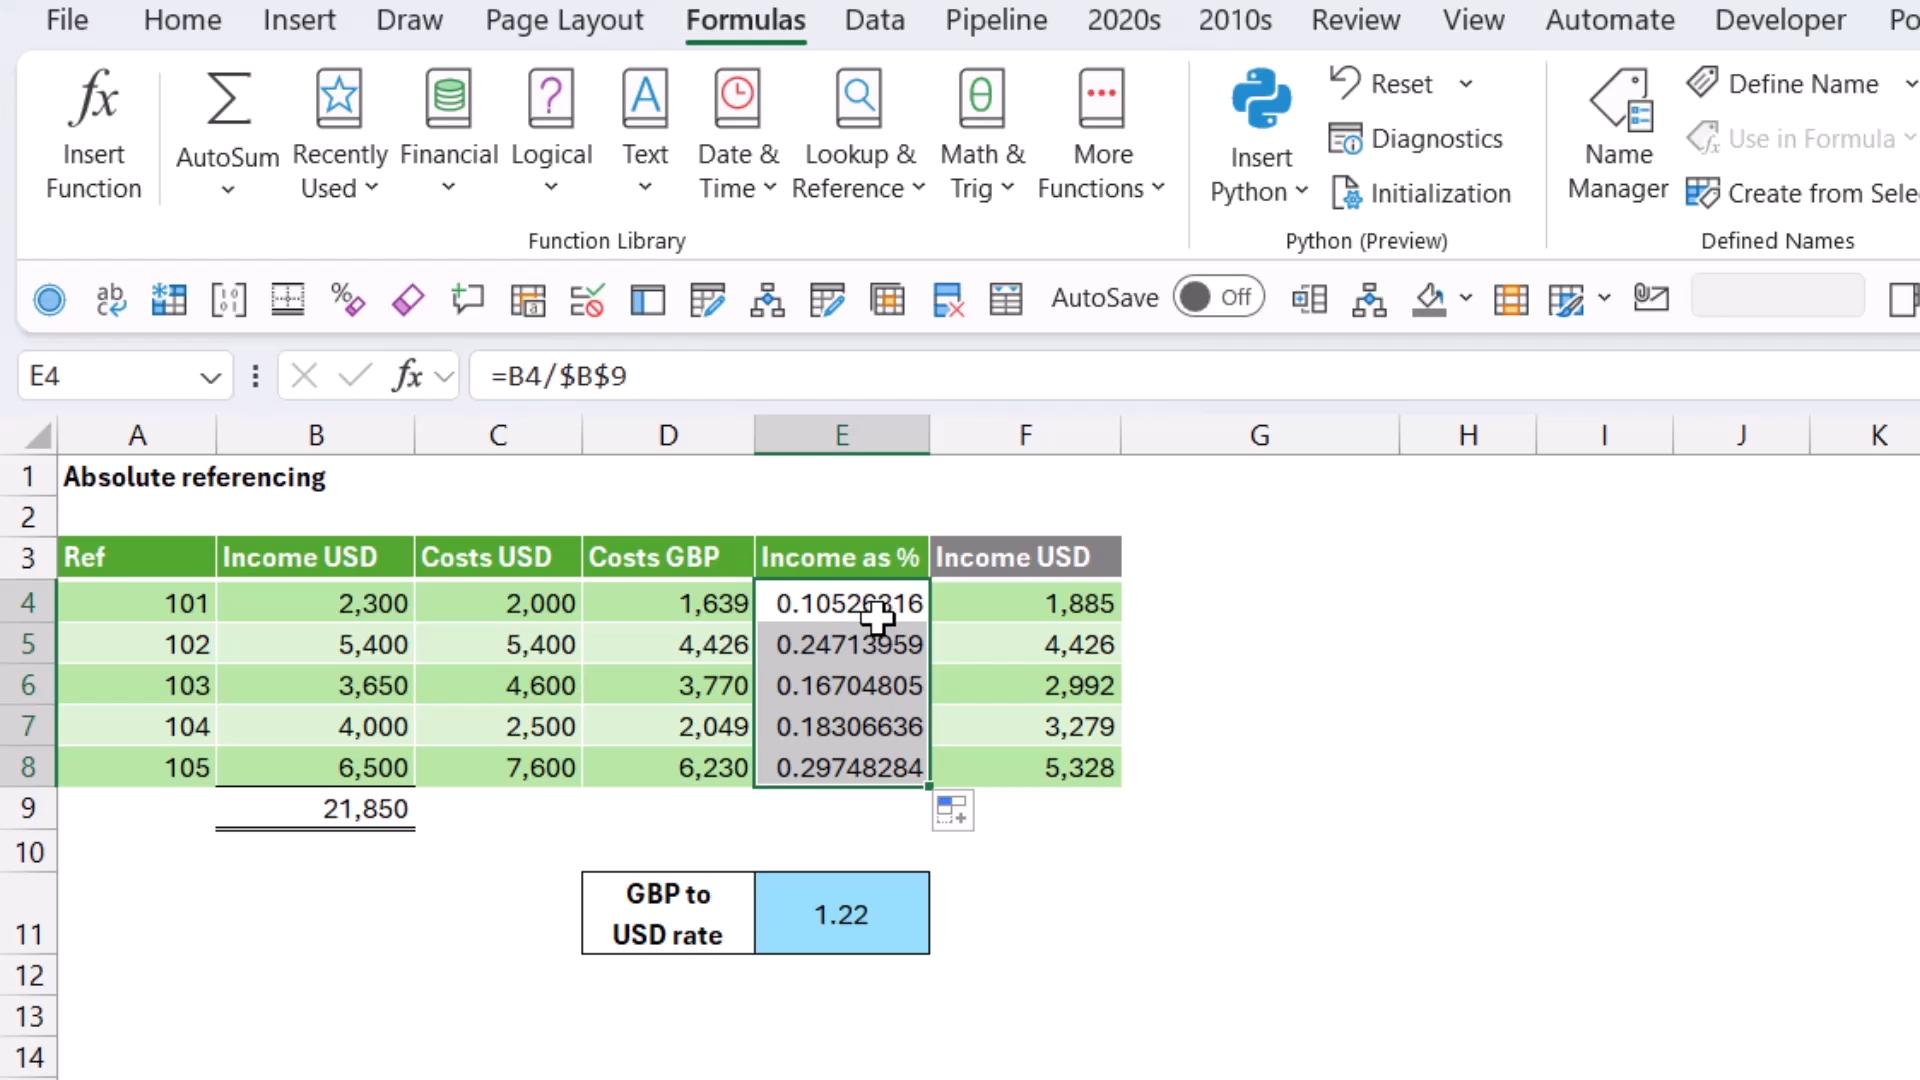 File Home Insert Draw Page Layout Formulas Data Pipeline 2020s 2010s Review View Automate Developer Po
Insert Function
AutoSum
Recently Used
Financial
Logical
Text
Date & Time
Lookup & Reference
Math & Trig
More Functions
Function Library
Insert Python
Reset
Diagnostics
Initialization
Python (Preview)
Name Manager
Define Name
Use in Formula
Create from Sele
Defined Names
AutoSave Off
E4 fx =B4/$B$9
A B C D E F G H I J K
1 Absolute referencing
2
3 Ref Income USD Costs USD Costs GBP Income as % Income USD
4 101 2,300 2,000 1,639 0.10526316 1,885
5 102 5,400 5,400 4,426 0.24713959 4,426
6 103 3,650 4,600 3,770 0.16704805 2,992
7 104 4,000 2,500 2,049 0.18306636 3,279
8 105 6,500 7,600 6,230 0.29748284 5,328
9 21,850
10
GBP to
11 USD rate 1.22
12
13
14